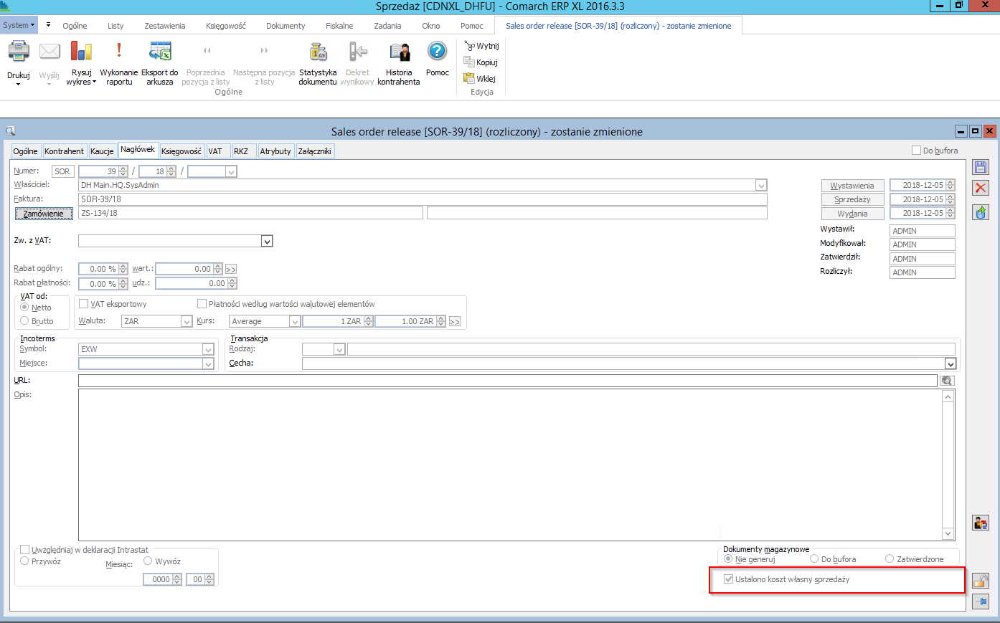 Sprzedaż [CDNXL_DHFU] - Comarch ERP XL 2016.3.3
System Ogólne Listy Zestawienia Księgowość Dokumenty Fiskalne Zadania Okno Pomoc Sales order release [SOR-39/18] (rozliczony) - zostanie zmienione
Drukuj Wyślij Rysuj wykres Wykonanie raportu Eksport do arkusza Poprzednia pozycja z listy Następna pozycja z listy Statystyka dokumentu Dekret wynikowy Historia kontrahenta Pomoc
Wytnij
Kopiuj
Wklej
Ogólne Edycja
Sales order release [SOR-39/18] (rozliczony) - zostanie zmienione
Ogólne Kontrahent Kaucje Nagłówek Księgowość VAT RKZ Atrybuty Załączniki Do bufora
Numer: SOR 39 / 18 /
Właściciel: DH Main.HQ.SysAdmin Wystawienia 2018-12-05
Faktura: SOR-39/18 Sprzedaży 2018-12-05
Zamówienie ZS-134/18 Wydania 2018-12-05
Wystawił: ADMIN
Zw. z VAT: Modyfikował: ADMIN
Zatwierdził: ADMIN
Rabat ogólny: 0.00 % wart.: 0.00 >> Rozliczył: ADMIN
Rabat płatności: 0.00 % udz.: 0.00
VAT od:
Netto VAT eksportowy Płatności według wartości walutowej elementów
Brutto Waluta: ZAR Kurs: Average 1 ZAR 1.00 ZAR >>
Incoterms Transakcja
Symbol: EXW Rodzaj:
Miejsce: Cecha:
URL:
Opis:
Uwzględniaj w deklaracji Intrastat Dokumenty magazynowe
Przywóz Miesiąc: Wywóz Nie generuj Do bufora Zatwierdzone
0000 00 Ustalono koszt własny sprzedaży